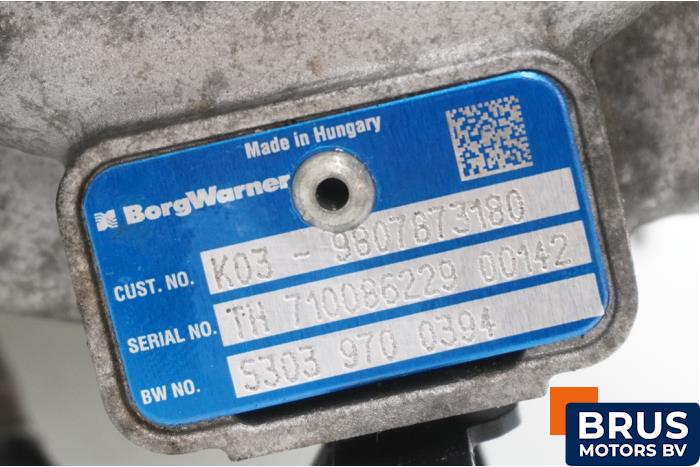 Made in Hungary
BorgWarner
CUST. NO. K03 - 9807873180
SERIAL NO. TH 710086229 00142
BW NO. 5303 970 0394
BRUS
MOTORS BV